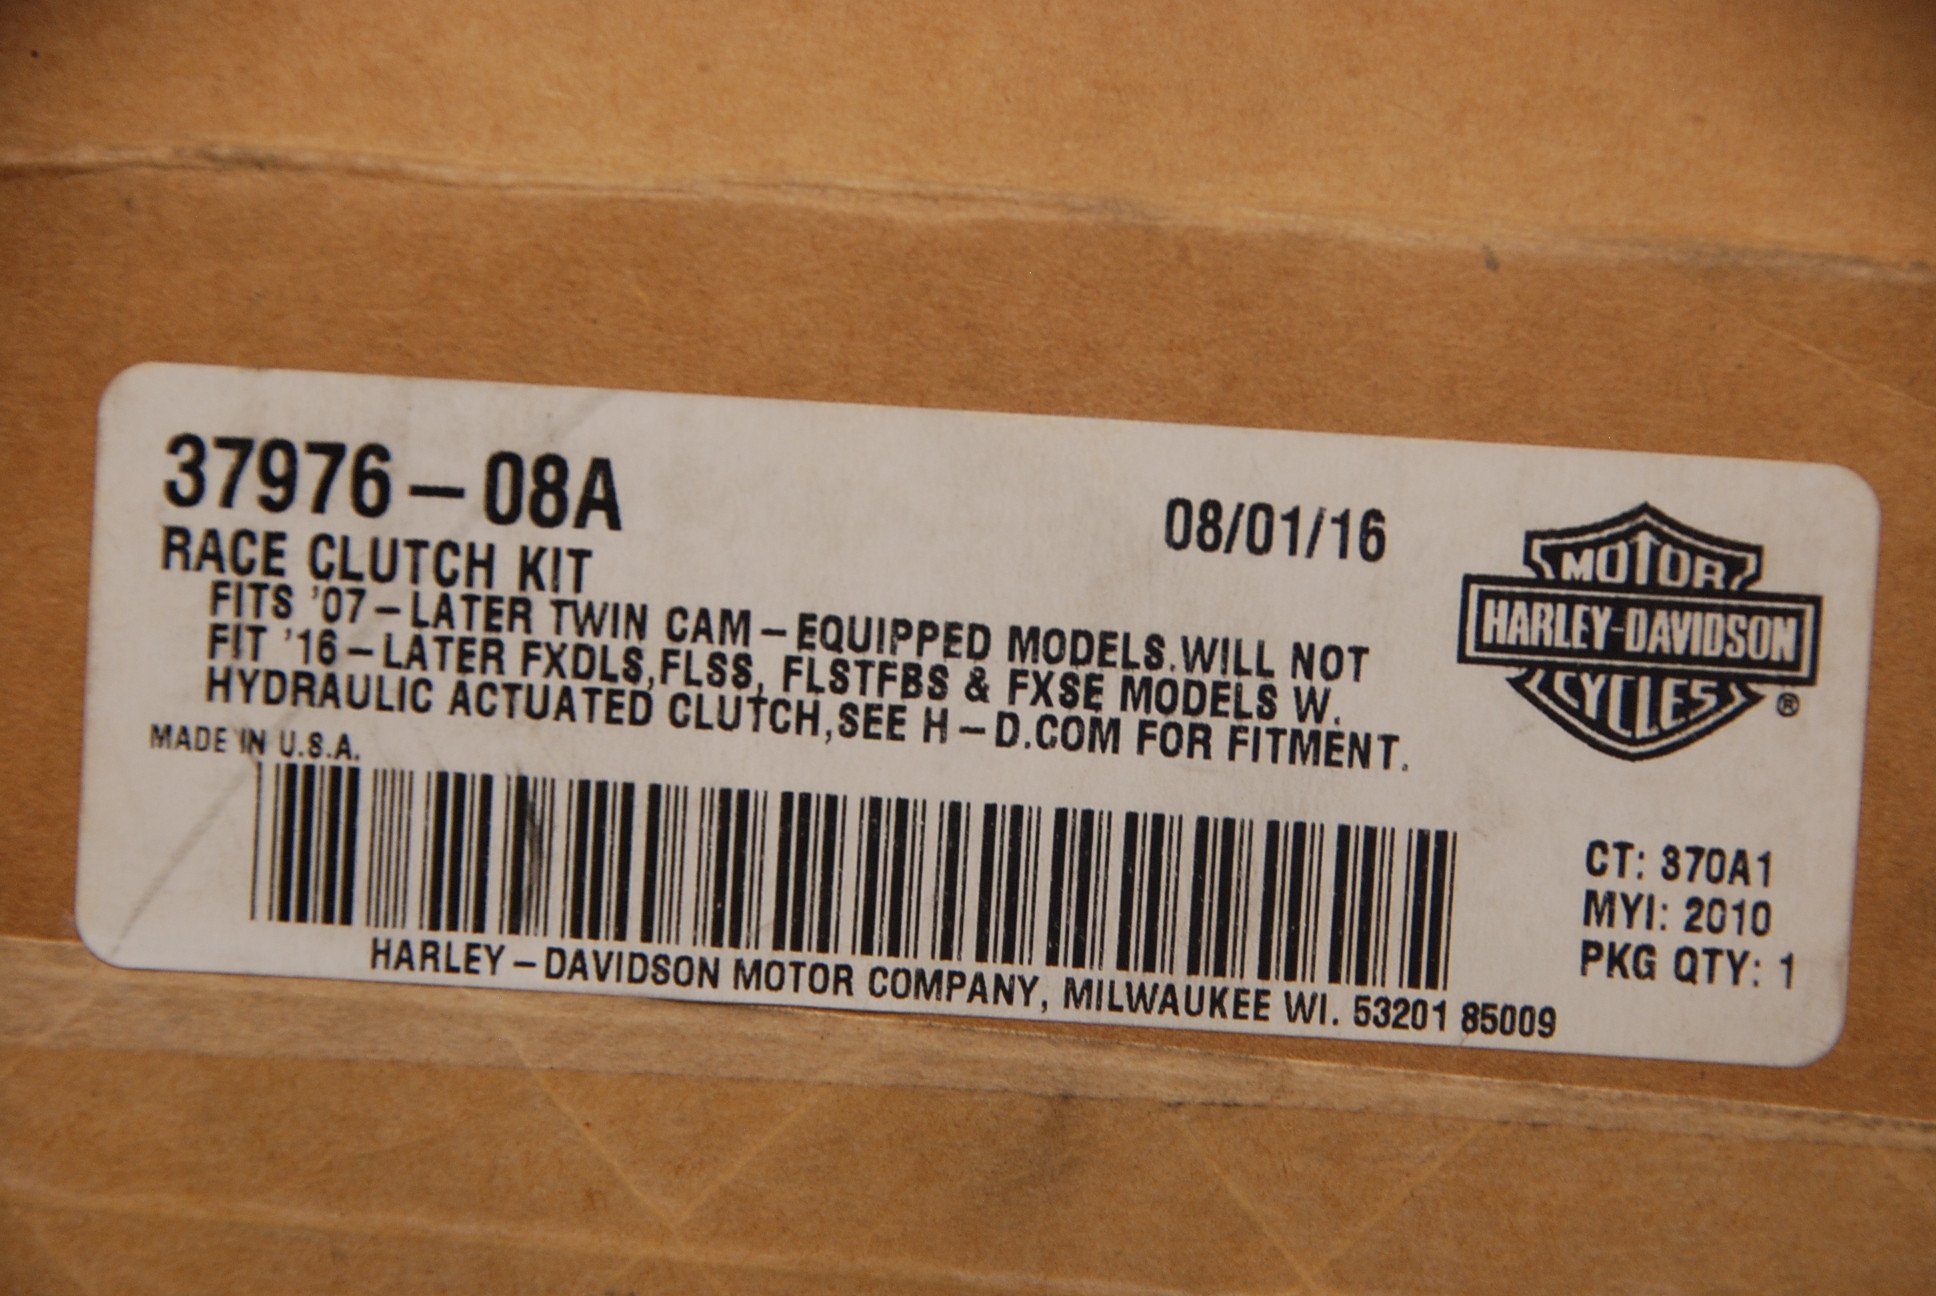 37976-08A
08/01/16
RACE CLUTCH KIT
FITS '07-LATER TWIN CAM-EQUIPPED MODELS.WILL NOT
FIT '16-LATER FXDLS,FLSS, FLSTFBS & FXSE MODELS W.
HYDRAULIC ACTUATED CLUTCH,SEE H-D.COM FOR FITMENT.
MADE IN U.S.A.
MOTOR
HARLEY-DAVIDSON
CYCLES
®
CT: 370A1
MYI: 2010
PKG QTY: 1
HARLEY-DAVIDSON MOTOR COMPANY, MILWAUKEE WI. 53201 85009